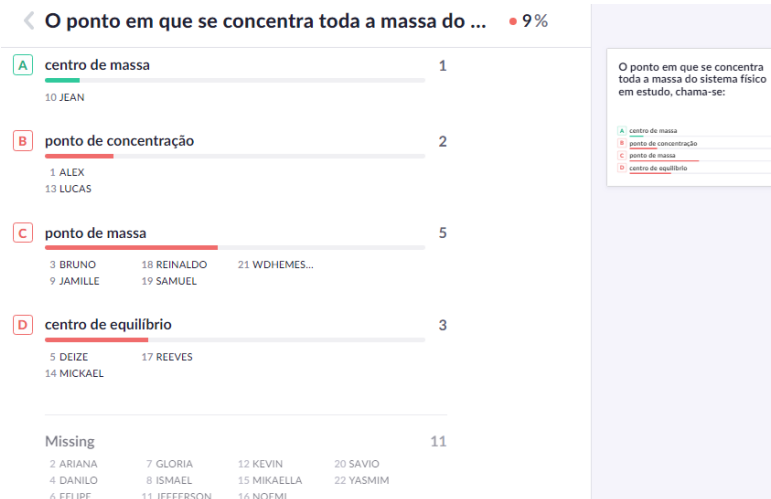 O ponto em que se concentra toda a massa do ... 9%
A centro de massa 1
10 JEAN
B ponto de concentração 2
1 ALEX
13 LUCAS
C ponto de massa 5
3 BRUNO 18 REINALDO 21 WDHEMES...
9 JAMILLE 19 SAMUEL
D centro de equilíbrio 3
5 DEIZE 17 REEVES
14 MICKAEL
Missing 11
2 ARIANA 7 GLORIA 12 KEVIN 20 SAVIO
4 DANILO 8 ISMAEL 15 MIKAELLA 22 YASMIM
6 FELIPE 11 JEFFERSON 16 NOEMI
O ponto em que se concentra
toda a massa do sistema físico
em estudo, chama-se:
A centro de massa
B ponto de concentração
C ponto de massa
D centro de equilíbrio